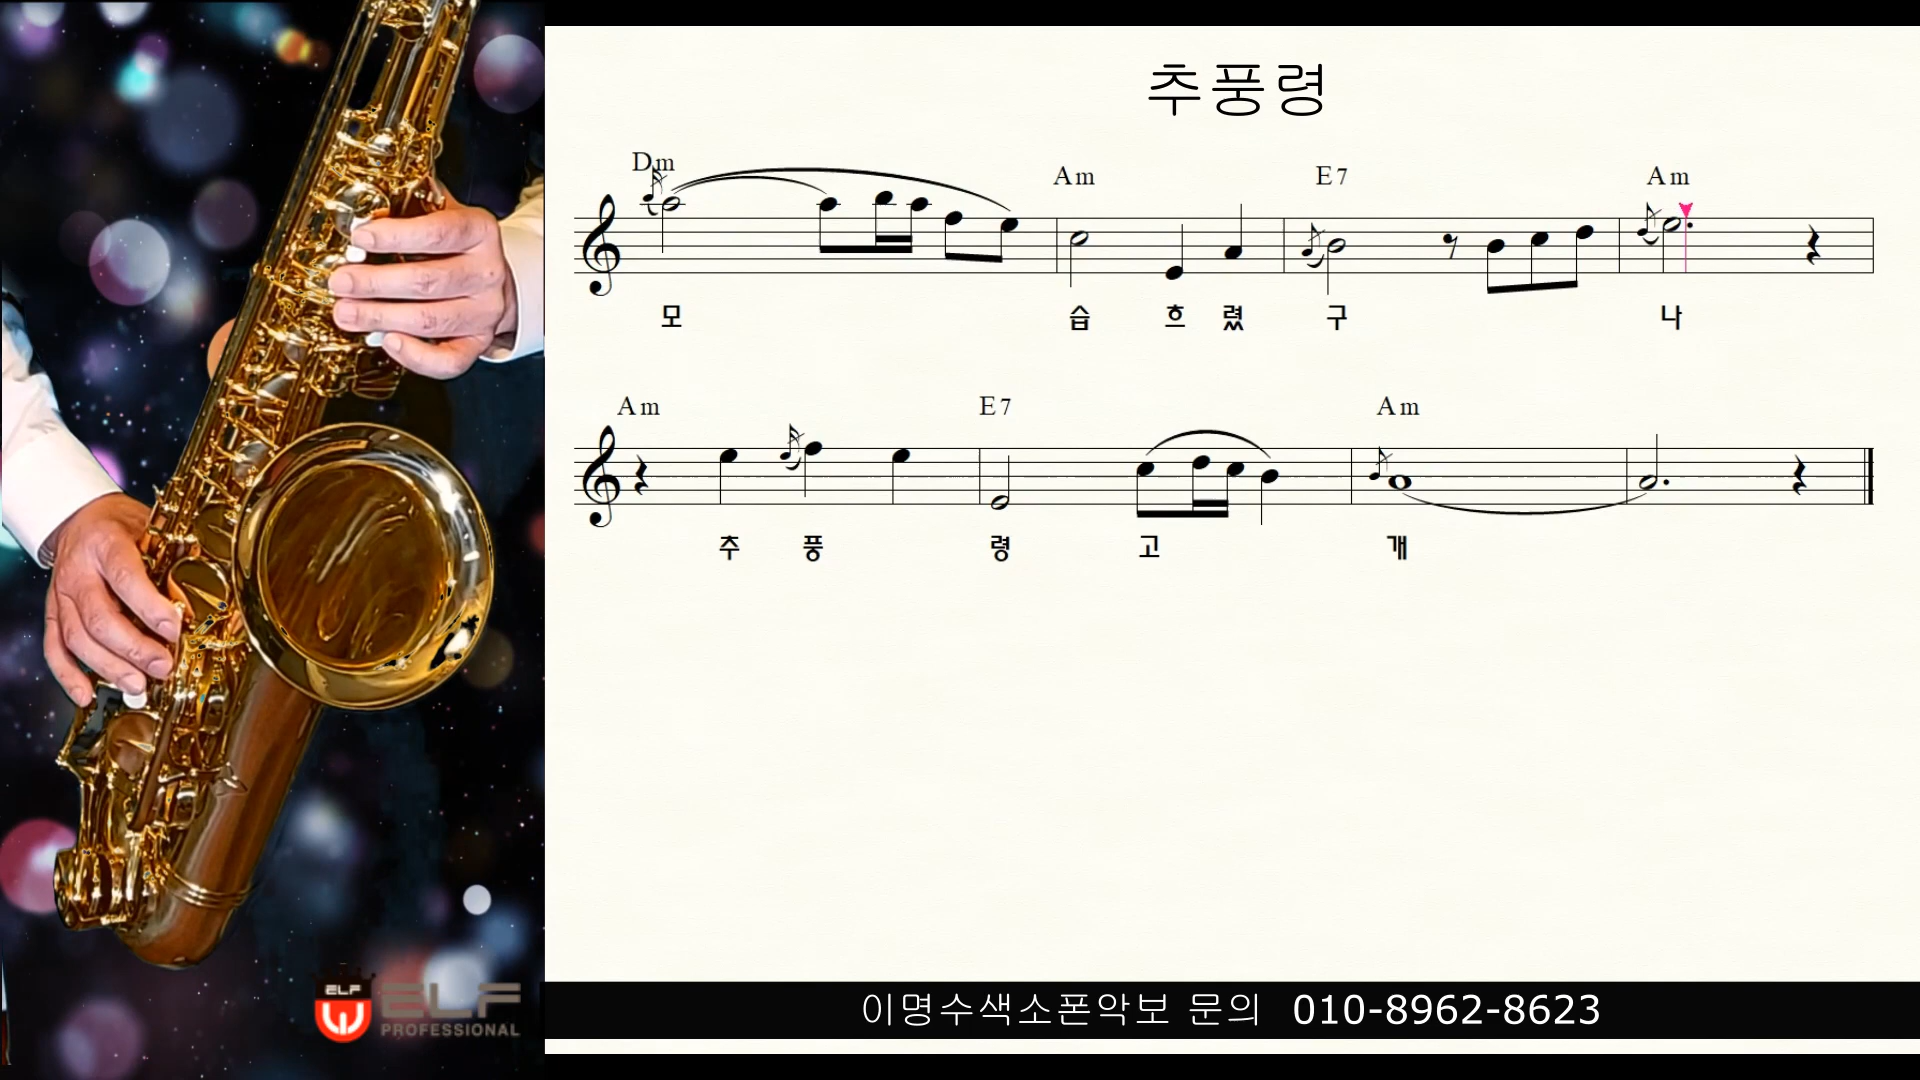 추풍령
Dm Am E7 Am
모 습 흐 렸 구 나
Am E7 Am
추 풍 령 고 개
ELF ELF
PROFESSIONAL
이명수색소폰악보 문의 010-8962-8623